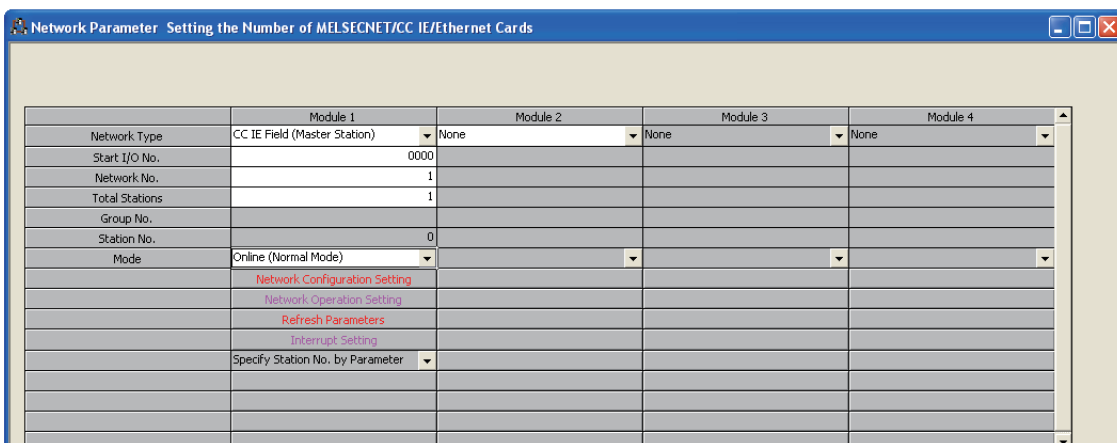 Network Parameter Setting the Number of MELSECNET/CC IE/Ethernet Cards
Module 1 Module 2 Module 3 Module 4
Network Type CC IE Field (Master Station) None None None
Start I/O No. 0000
Network No. 1
Total Stations 1
Group No.
Station No. 0
Mode Online (Normal Mode)
Network Configuration Setting
Network Operation Setting
Refresh Parameters
Interrupt Setting
Specify Station No. by Parameter